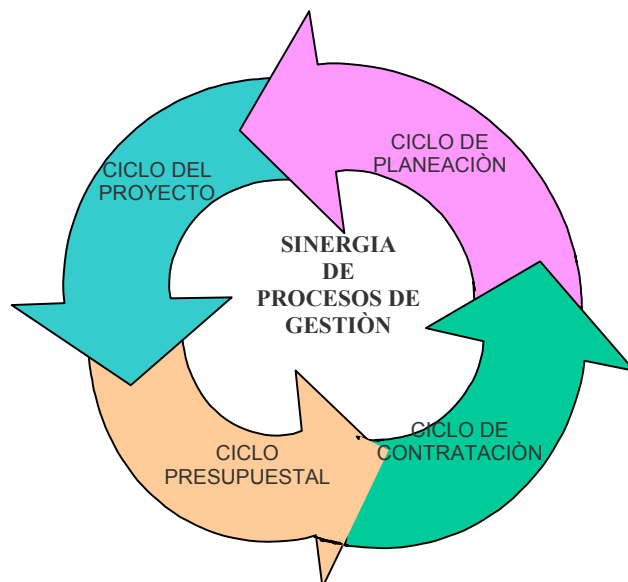 CICLO DE
PLANEACIÒN
CICLO DEL
PROYECTO
SINERGIA
DE
PROCESOS DE
GESTIÒN
CICLO
PRESUPUESTAL
CICLO DE
CONTRATACIÒN